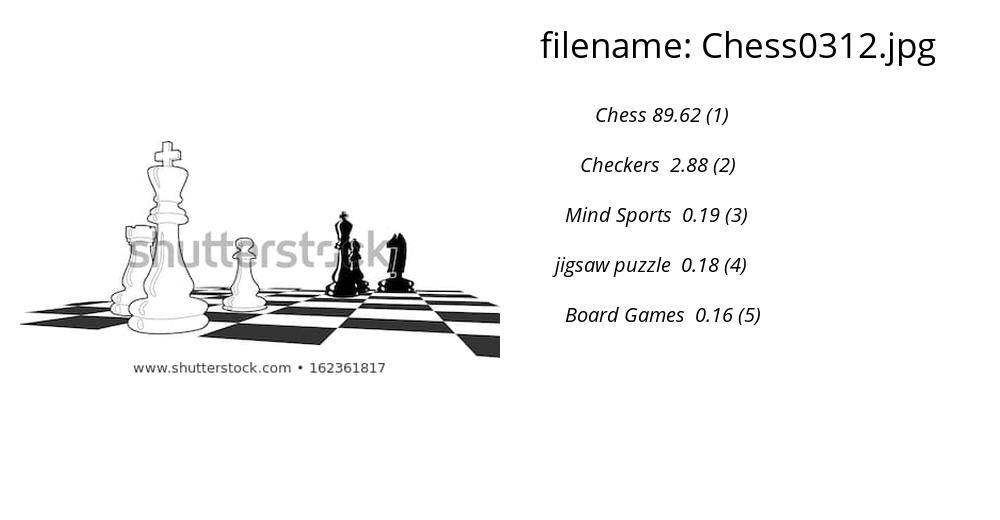 filename: Chess0312.jpg
Chess 89.62 (1)
Checkers 2.88 (2)
Mind Sports 0.19 (3)
jigsaw puzzle 0.18 (4)
Board Games 0.16 (5)
shutterstock
www.shutterstock.com • 162361817